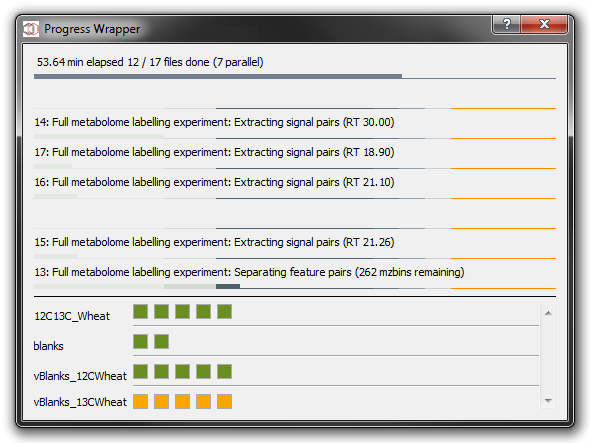 Progress Wrapper
53.64 min elapsed 12 / 17 files done (7 parallel)
14: Full metabolome labelling experiment: Extracting signal pairs (RT 30.00)
17: Full metabolome labelling experiment: Extracting signal pairs (RT 18.90)
16: Full metabolome labelling experiment: Extracting signal pairs (RT 21.10)
15: Full metabolome labelling experiment: Extracting signal pairs (RT 21.26)
13: Full metabolome labelling experiment: Separating feature pairs (262 mzbins remaining)
12C13C_Wheat
blanks
vBlanks_12CWheat
vBlanks_13CWheat